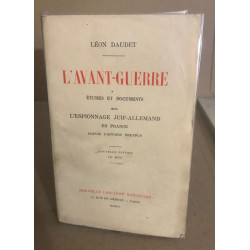 LÉON DAUDET
L'AVANT-GUERRE
ÉTUDES ET DOCUMENTS
SUR
L'ESPIONNAGE JUIF-ALLEMAND
EN FRANCE
DEPUIS L'AFFAIRE DREYFUS
NOUVELLE LIBRAIRIE NATIONALE
PARIS